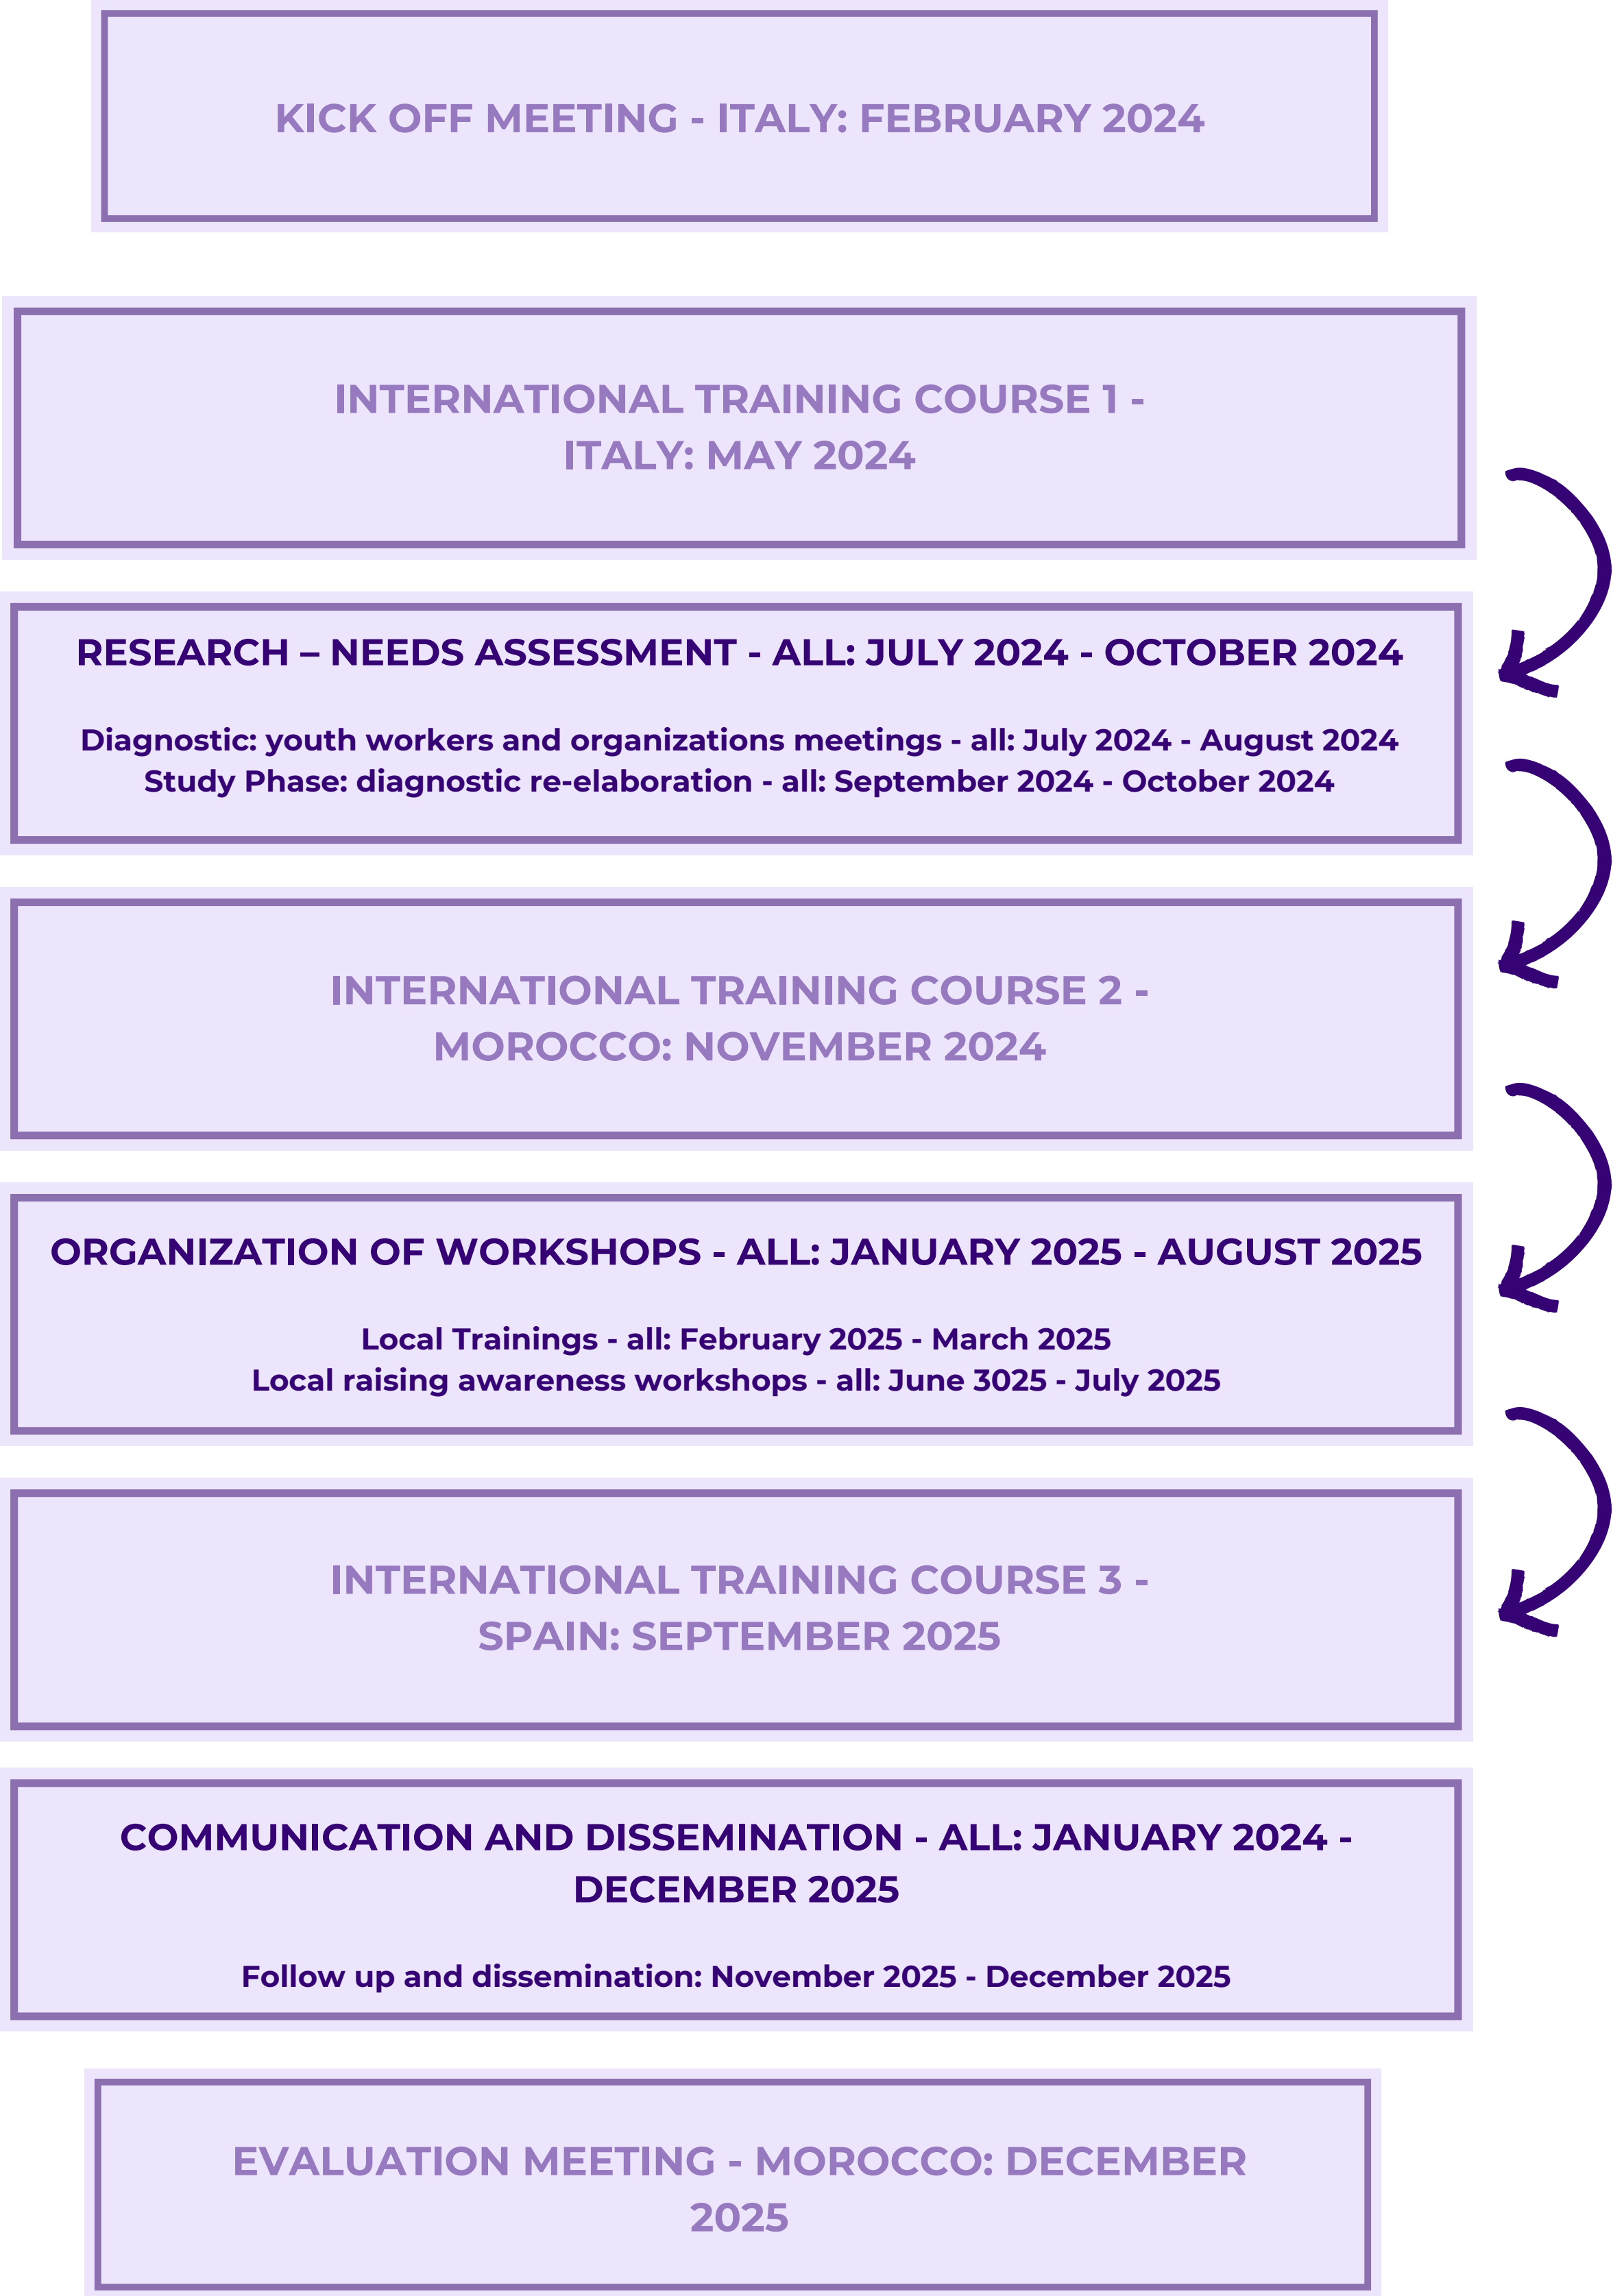 KICK OFF MEETING - ITALY: FEBRUARY 2024
INTERNATIONAL TRAINING COURSE 1 -
ITALY: MAY 2024
RESEARCH – NEEDS ASSESSMENT - ALL: JULY 2024 - OCTOBER 2024
Diagnostic: youth workers and organizations meetings - all: July 2024 - August 2024
Study Phase: diagnostic re-elaboration - all: September 2024 - October 2024
INTERNATIONAL TRAINING COURSE 2 -
MOROCCO: NOVEMBER 2024
ORGANIZATION OF WORKSHOPS - ALL: JANUARY 2025 - AUGUST 2025
Local Trainings - all: February 2025 - March 2025
Local raising awareness workshops - all: June 3025 - July 2025
INTERNATIONAL TRAINING COURSE 3 -
SPAIN: SEPTEMBER 2025
COMMUNICATION AND DISSEMINATION - ALL: JANUARY 2024 -
DECEMBER 2025
Follow up and dissemination: November 2025 - December 2025
EVALUATION MEETING - MOROCCO: DECEMBER
2025